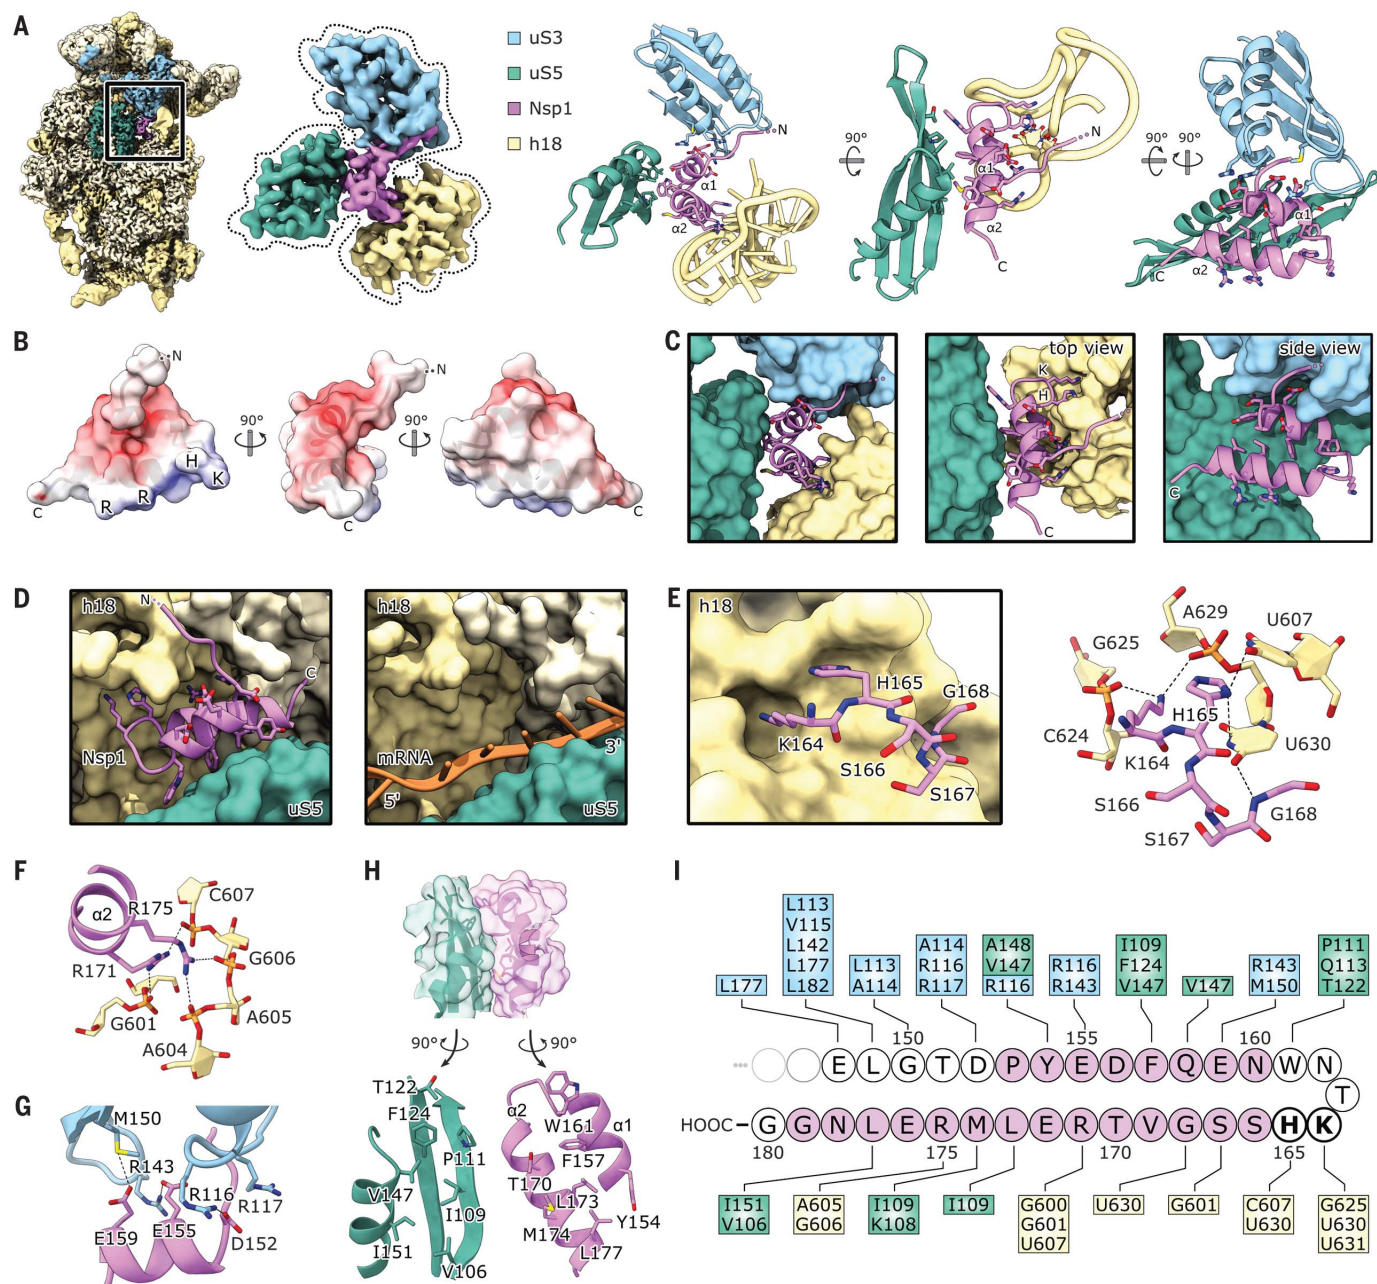 A
uS3
uS5
Nsp1
h18
N
α1
α2
90°
N
α1
α2
C
90°
90°
α1
α2
C
B
N
H
K
R
R
C
90°
N
C
90°
C
C
top view
K
H
C
side view
C
D
h18
N
C
Nsp1
uS5
h18
mRNA
5'
3'
uS5
E
h18
H165
G168
K164
S166
S167
A629
U607
G625
H165
C624
K164
U630
S166
G168
S167
F
α2
R175
C607
R171
G606
G601
A605
A604
G
M150
R143
R116
R117
E155
E159
D152
H
90°
90°
T122
F124
P111
V147
I109
I151
V106
α2
W161
α1
F157
T170
L173
M174
Y154
L177
I
L113
V115
L142
L177
L182
L177
L113
A114
A114
R116
R117
A148
V147
R116
R116
R143
I109
F124
V147
V147
R143
M150
P111
Q113
T122
150
155
160
E L G T D P Y E D F Q E N W N
T
HOOC G G N L E R M L E R T V G S S H K
180
175
170
165
I151
V106
A605
G606
I109
K108
I109
G600
G601
U607
U630
G601
C607
U630
G625
U630
U631